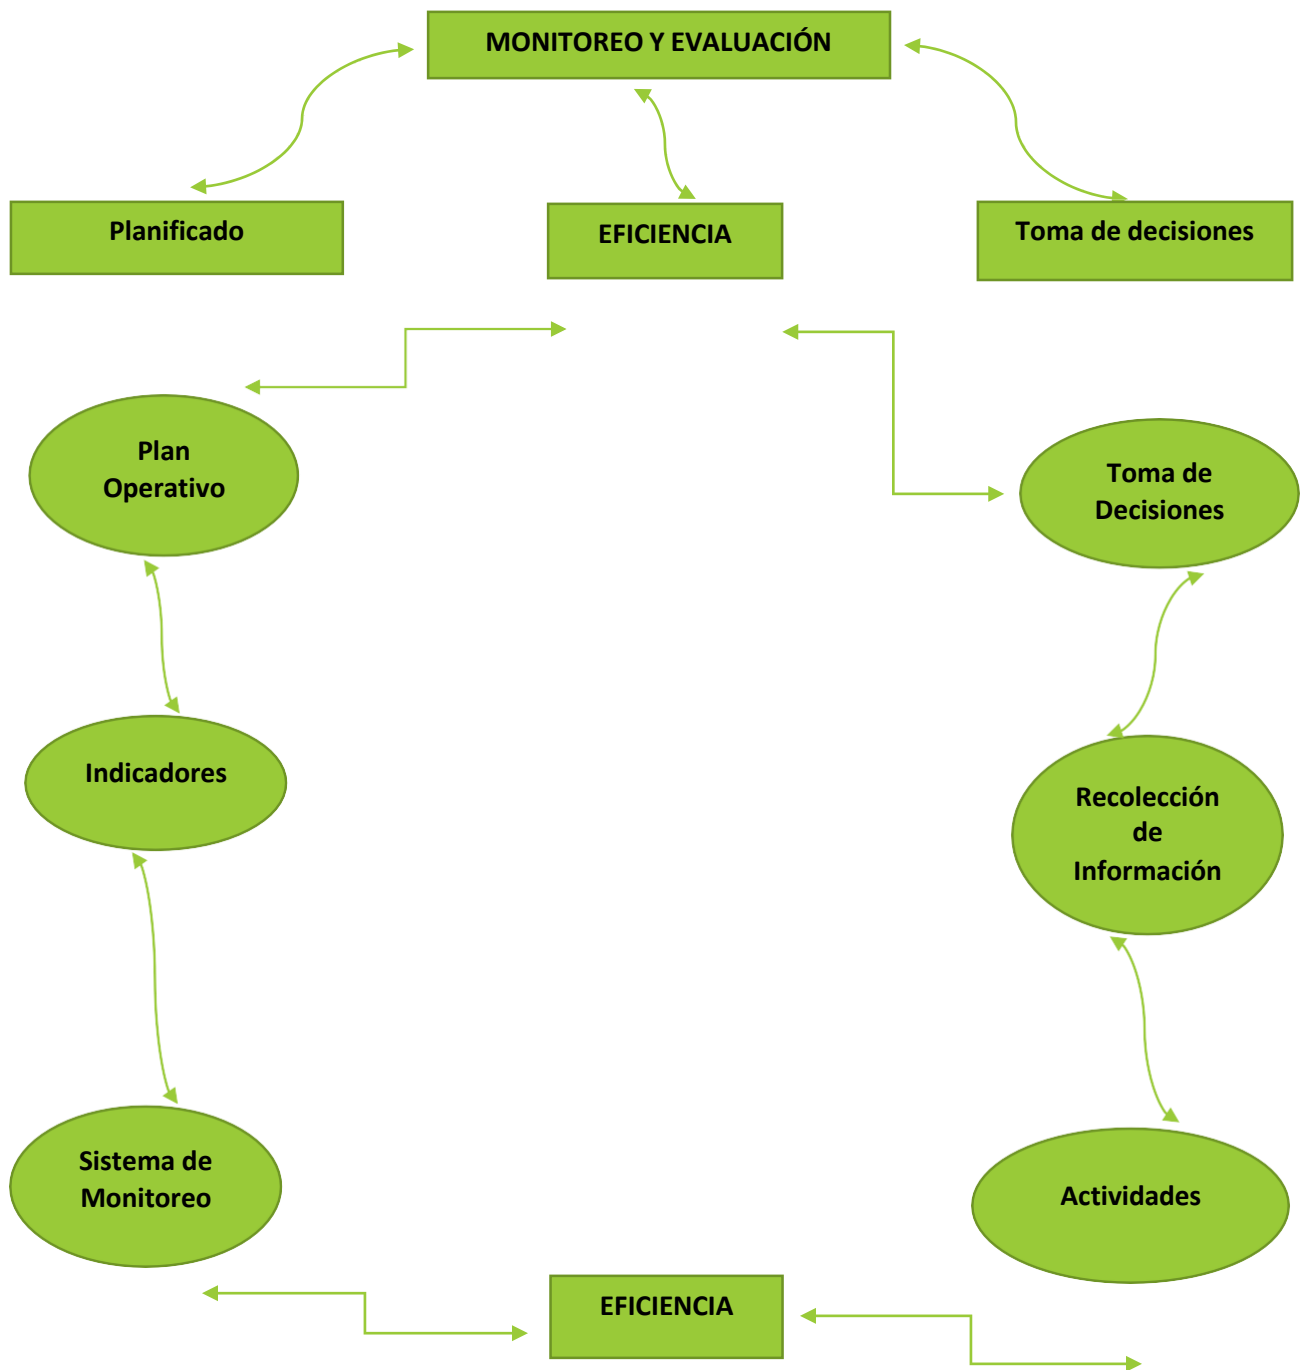 MONITOREO Y EVALUACIÓN
Planificado
EFICIENCIA
Toma de decisiones
Plan
Operativo
Toma de
Decisiones
Indicadores
Recolección
de
Información
Sistema de
Monitoreo
Actividades
EFICIENCIA